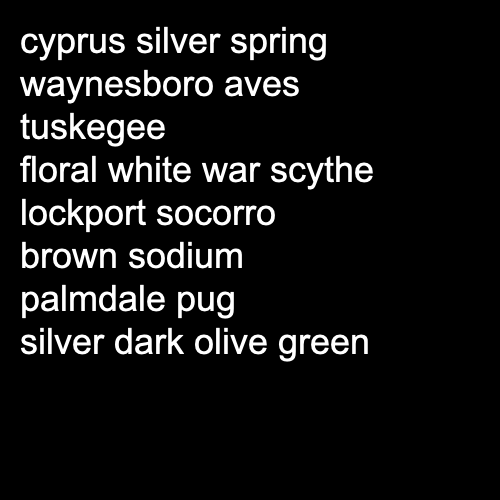 cyprus silver spring
waynesboro aves
tuskegee
floral white war scythe
lockport socorro
brown sodium
palmdale pug
silver dark olive green